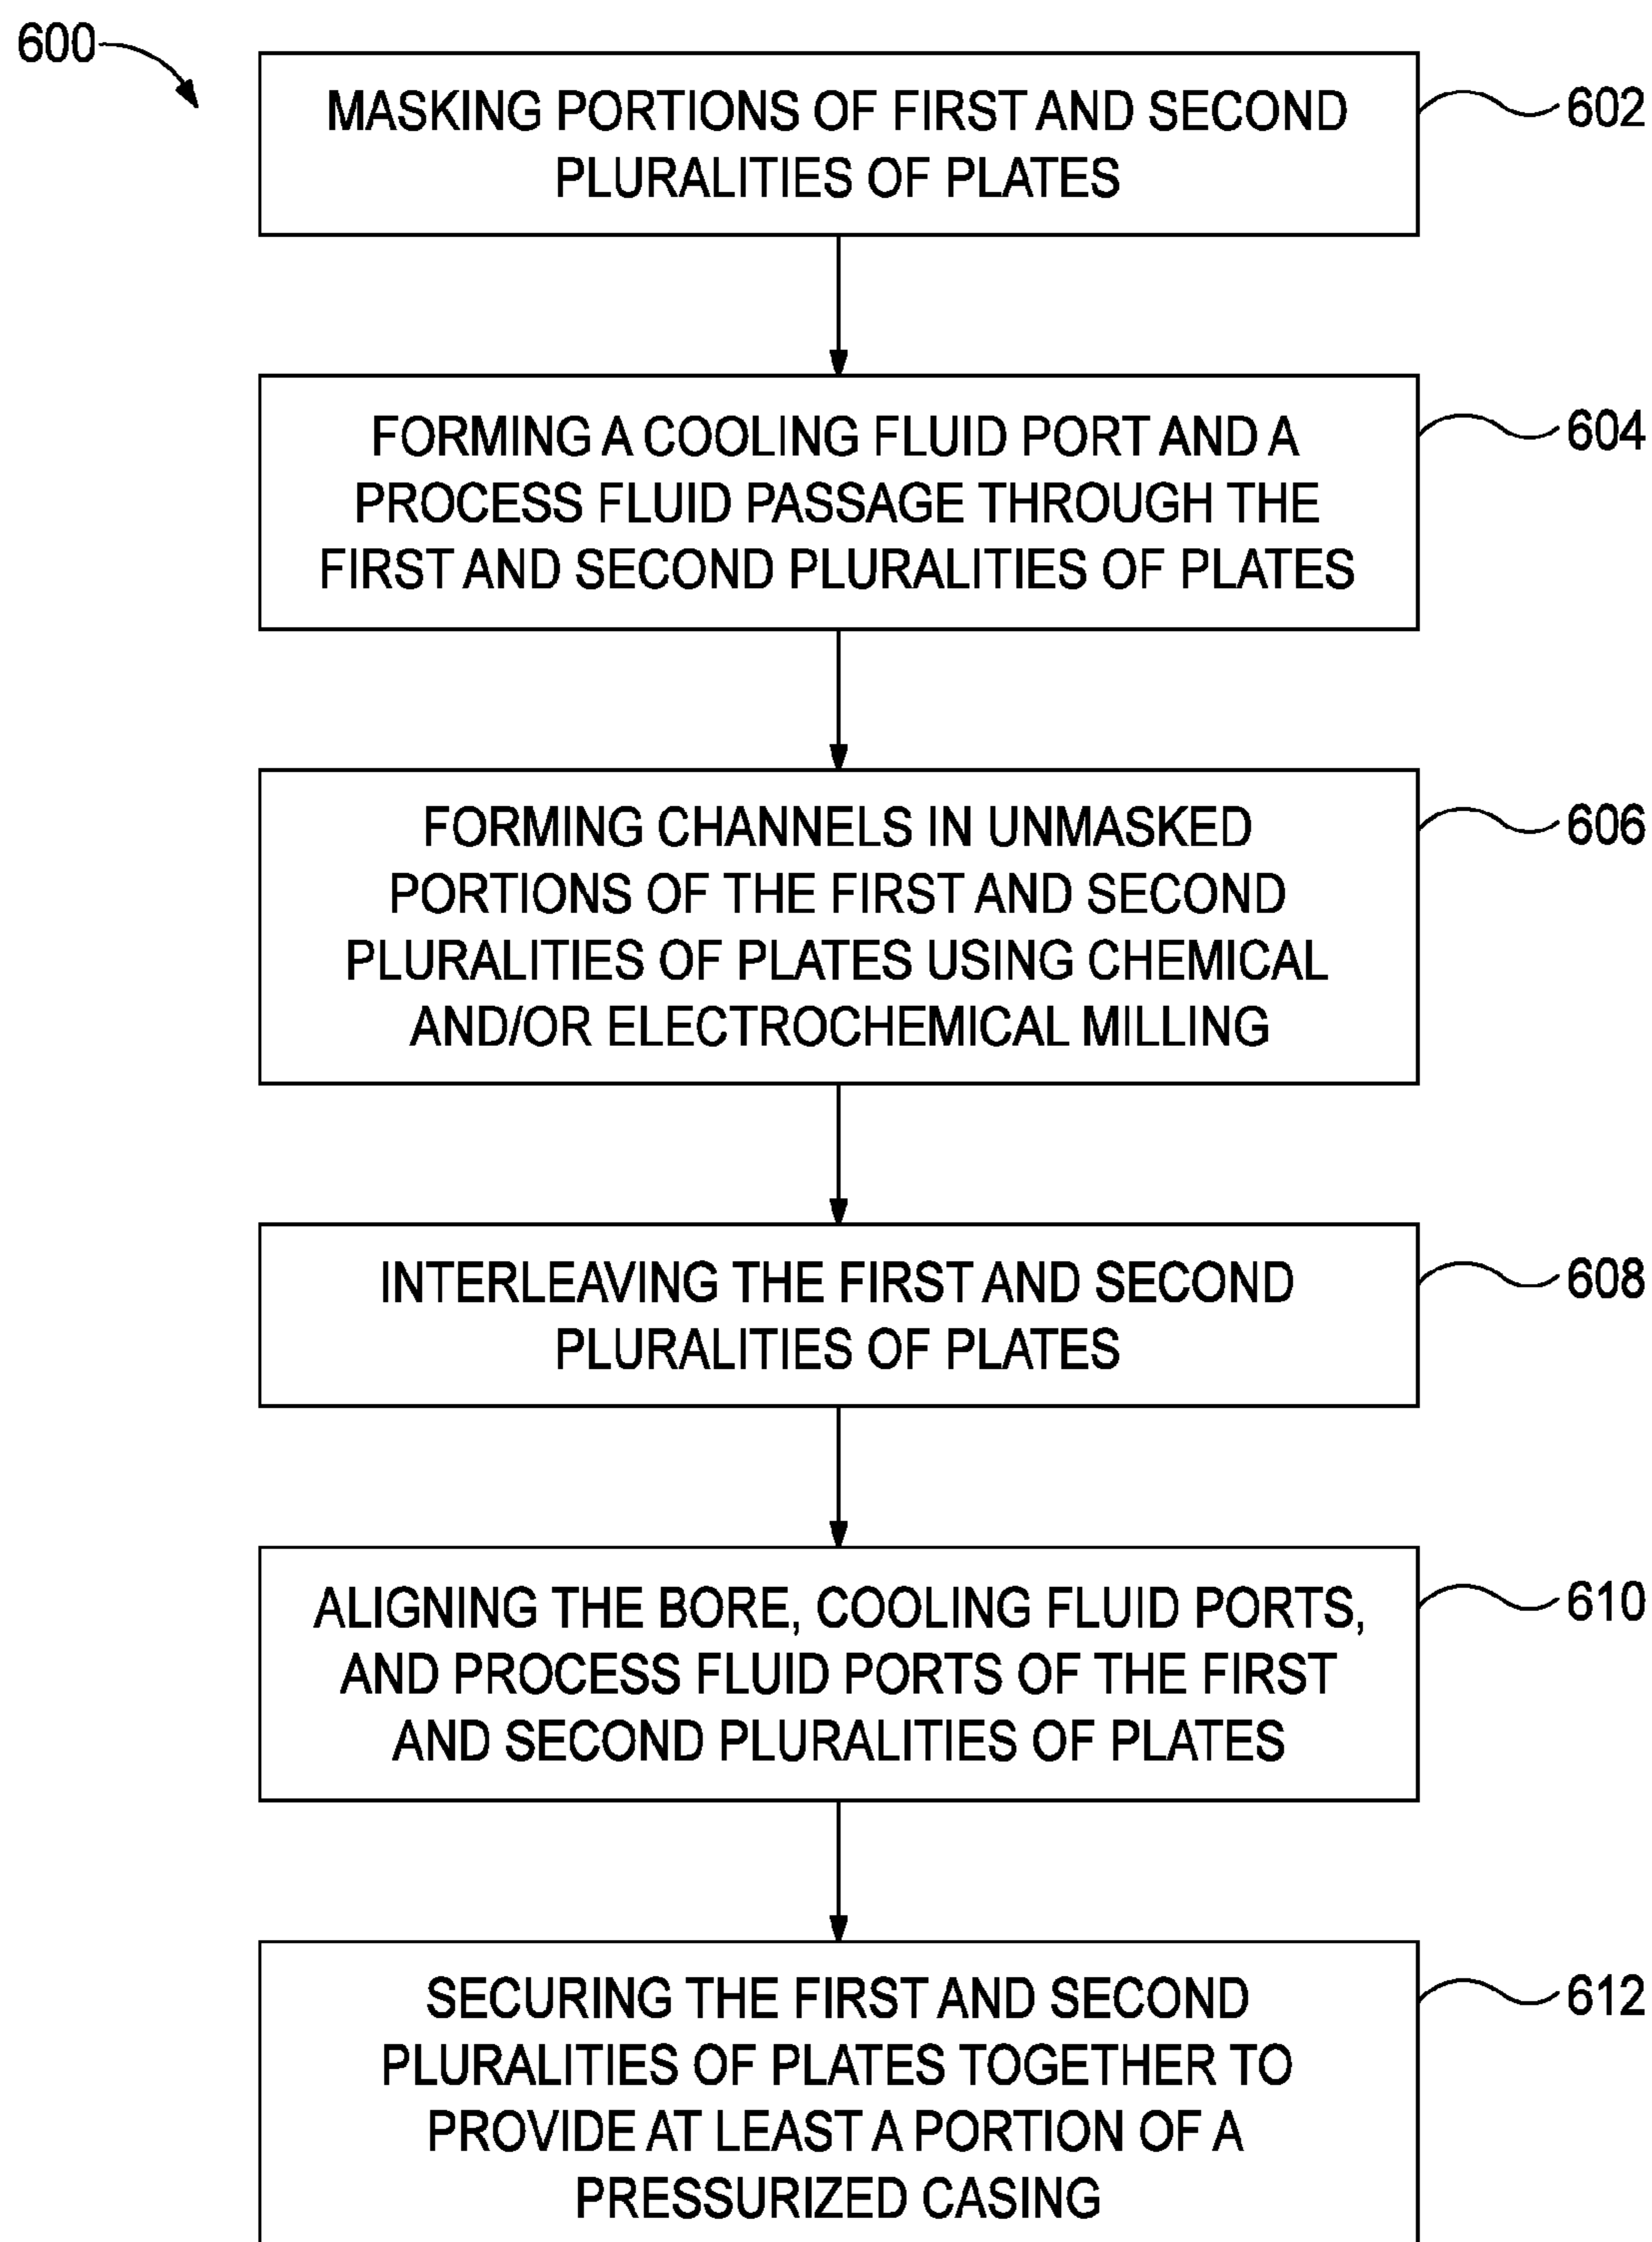 600
MASKING PORTIONS OF FIRST AND SECOND
PLURALITIES OF PLATES
602
FORMING A COOLING FLUID PORT AND A
PROCESS FLUID PASSAGE THROUGH THE
FIRST AND SECOND PLURALITIES OF PLATES
604
FORMING CHANNELS IN UNMASKED
PORTIONS OF THE FIRST AND SECOND
PLURALITIES OF PLATES USING CHEMICAL
AND/OR ELECTROCHEMICAL MILLING
606
INTERLEAVING THE FIRST AND SECOND
PLURALITIES OF PLATES
608
ALIGNING THE BORE, COOLING FLUID PORTS,
AND PROCESS FLUID PORTS OF THE FIRST
AND SECOND PLURALITIES OF PLATES
610
SECURING THE FIRST AND SECOND
PLURALITIES OF PLATES TOGETHER TO
PROVIDE AT LEAST A PORTION OF A
PRESSURIZED CASING
612